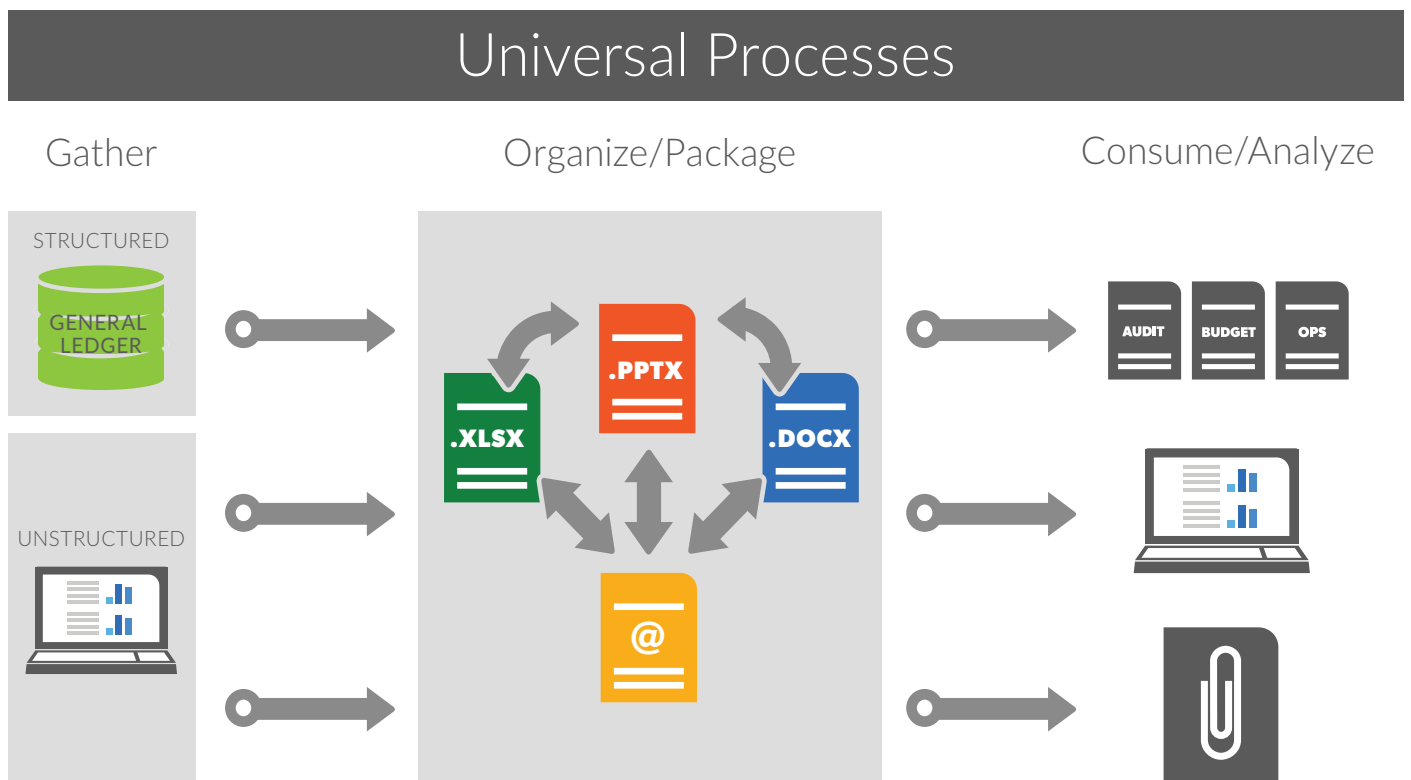 Universal Processes
Gather
Organize/Package
Consume/Analyze
STRUCTURED
GENERAL
LEDGER
UNSTRUCTURED
.XLSX
.PPTX
.DOCX
@
AUDIT
BUDGET
OPS